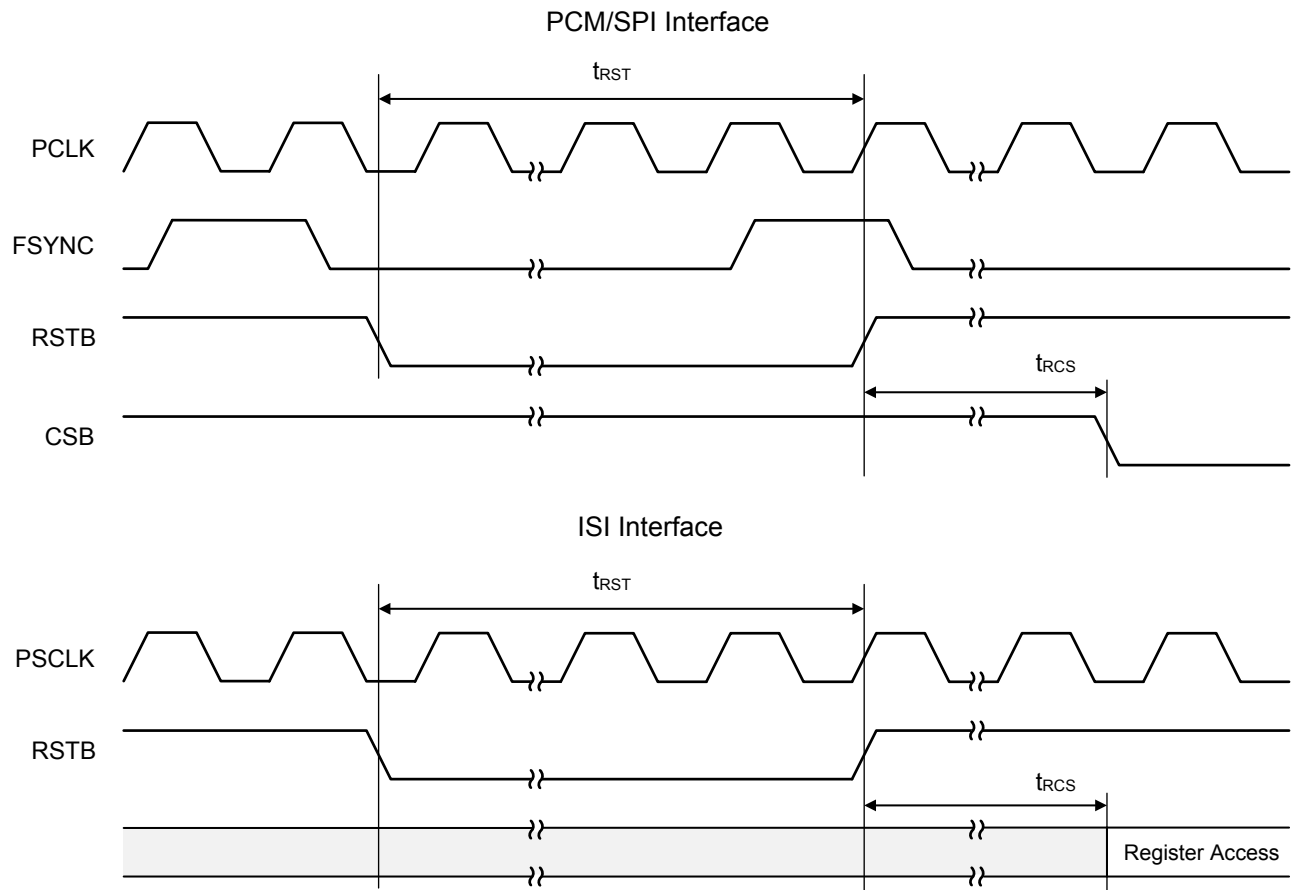 PCM/SPI Interface
tRST
PCLK
FSYNC
RSTB
tRCS
CSB
ISI Interface
tRST
PSCLK
RSTB
tRCS
Register Access